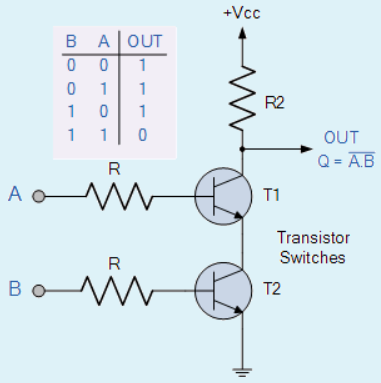 +Vcc
B A OUT
0 0 1
0 1 1
1 0 1
1 1 0
R2
OUT
Q = A̅.̅B̅
R
A
T1
Transistor
Switches
R
B
T2